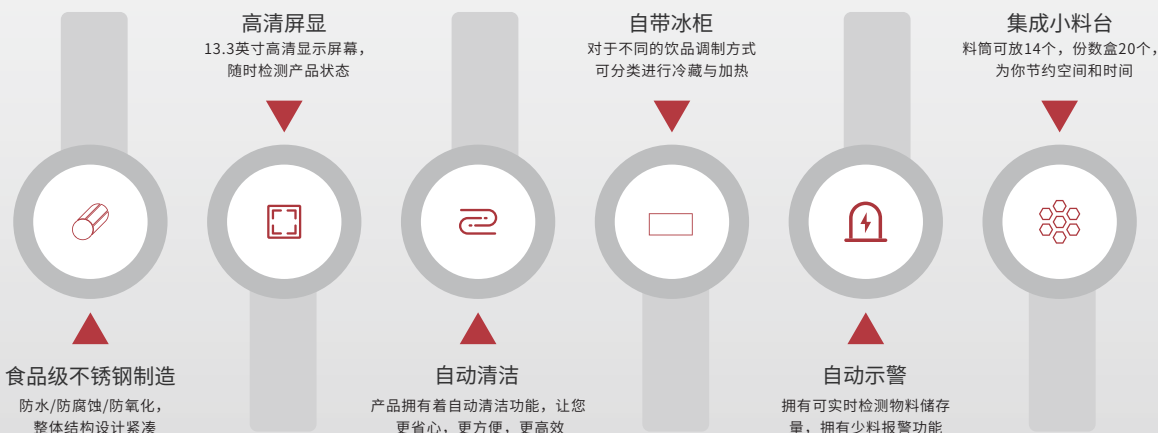 高清屏显
13.3英寸高清显示屏幕，
随时检测产品状态
自带冰柜
对于不同的饮品调制方式
可分类进行冷藏与加热
集成小料台
料筒可放14个，份数盒20个，
为你节约空间和时间
食品级不锈钢制造
防水/防腐蚀/防氧化，
整体结构设计紧凑
自动清洁
产品拥有着自动清洁功能，让您
更省心，更方便，更高效
自动示警
拥有可实时检测物料储存
量，拥有少料报警功能